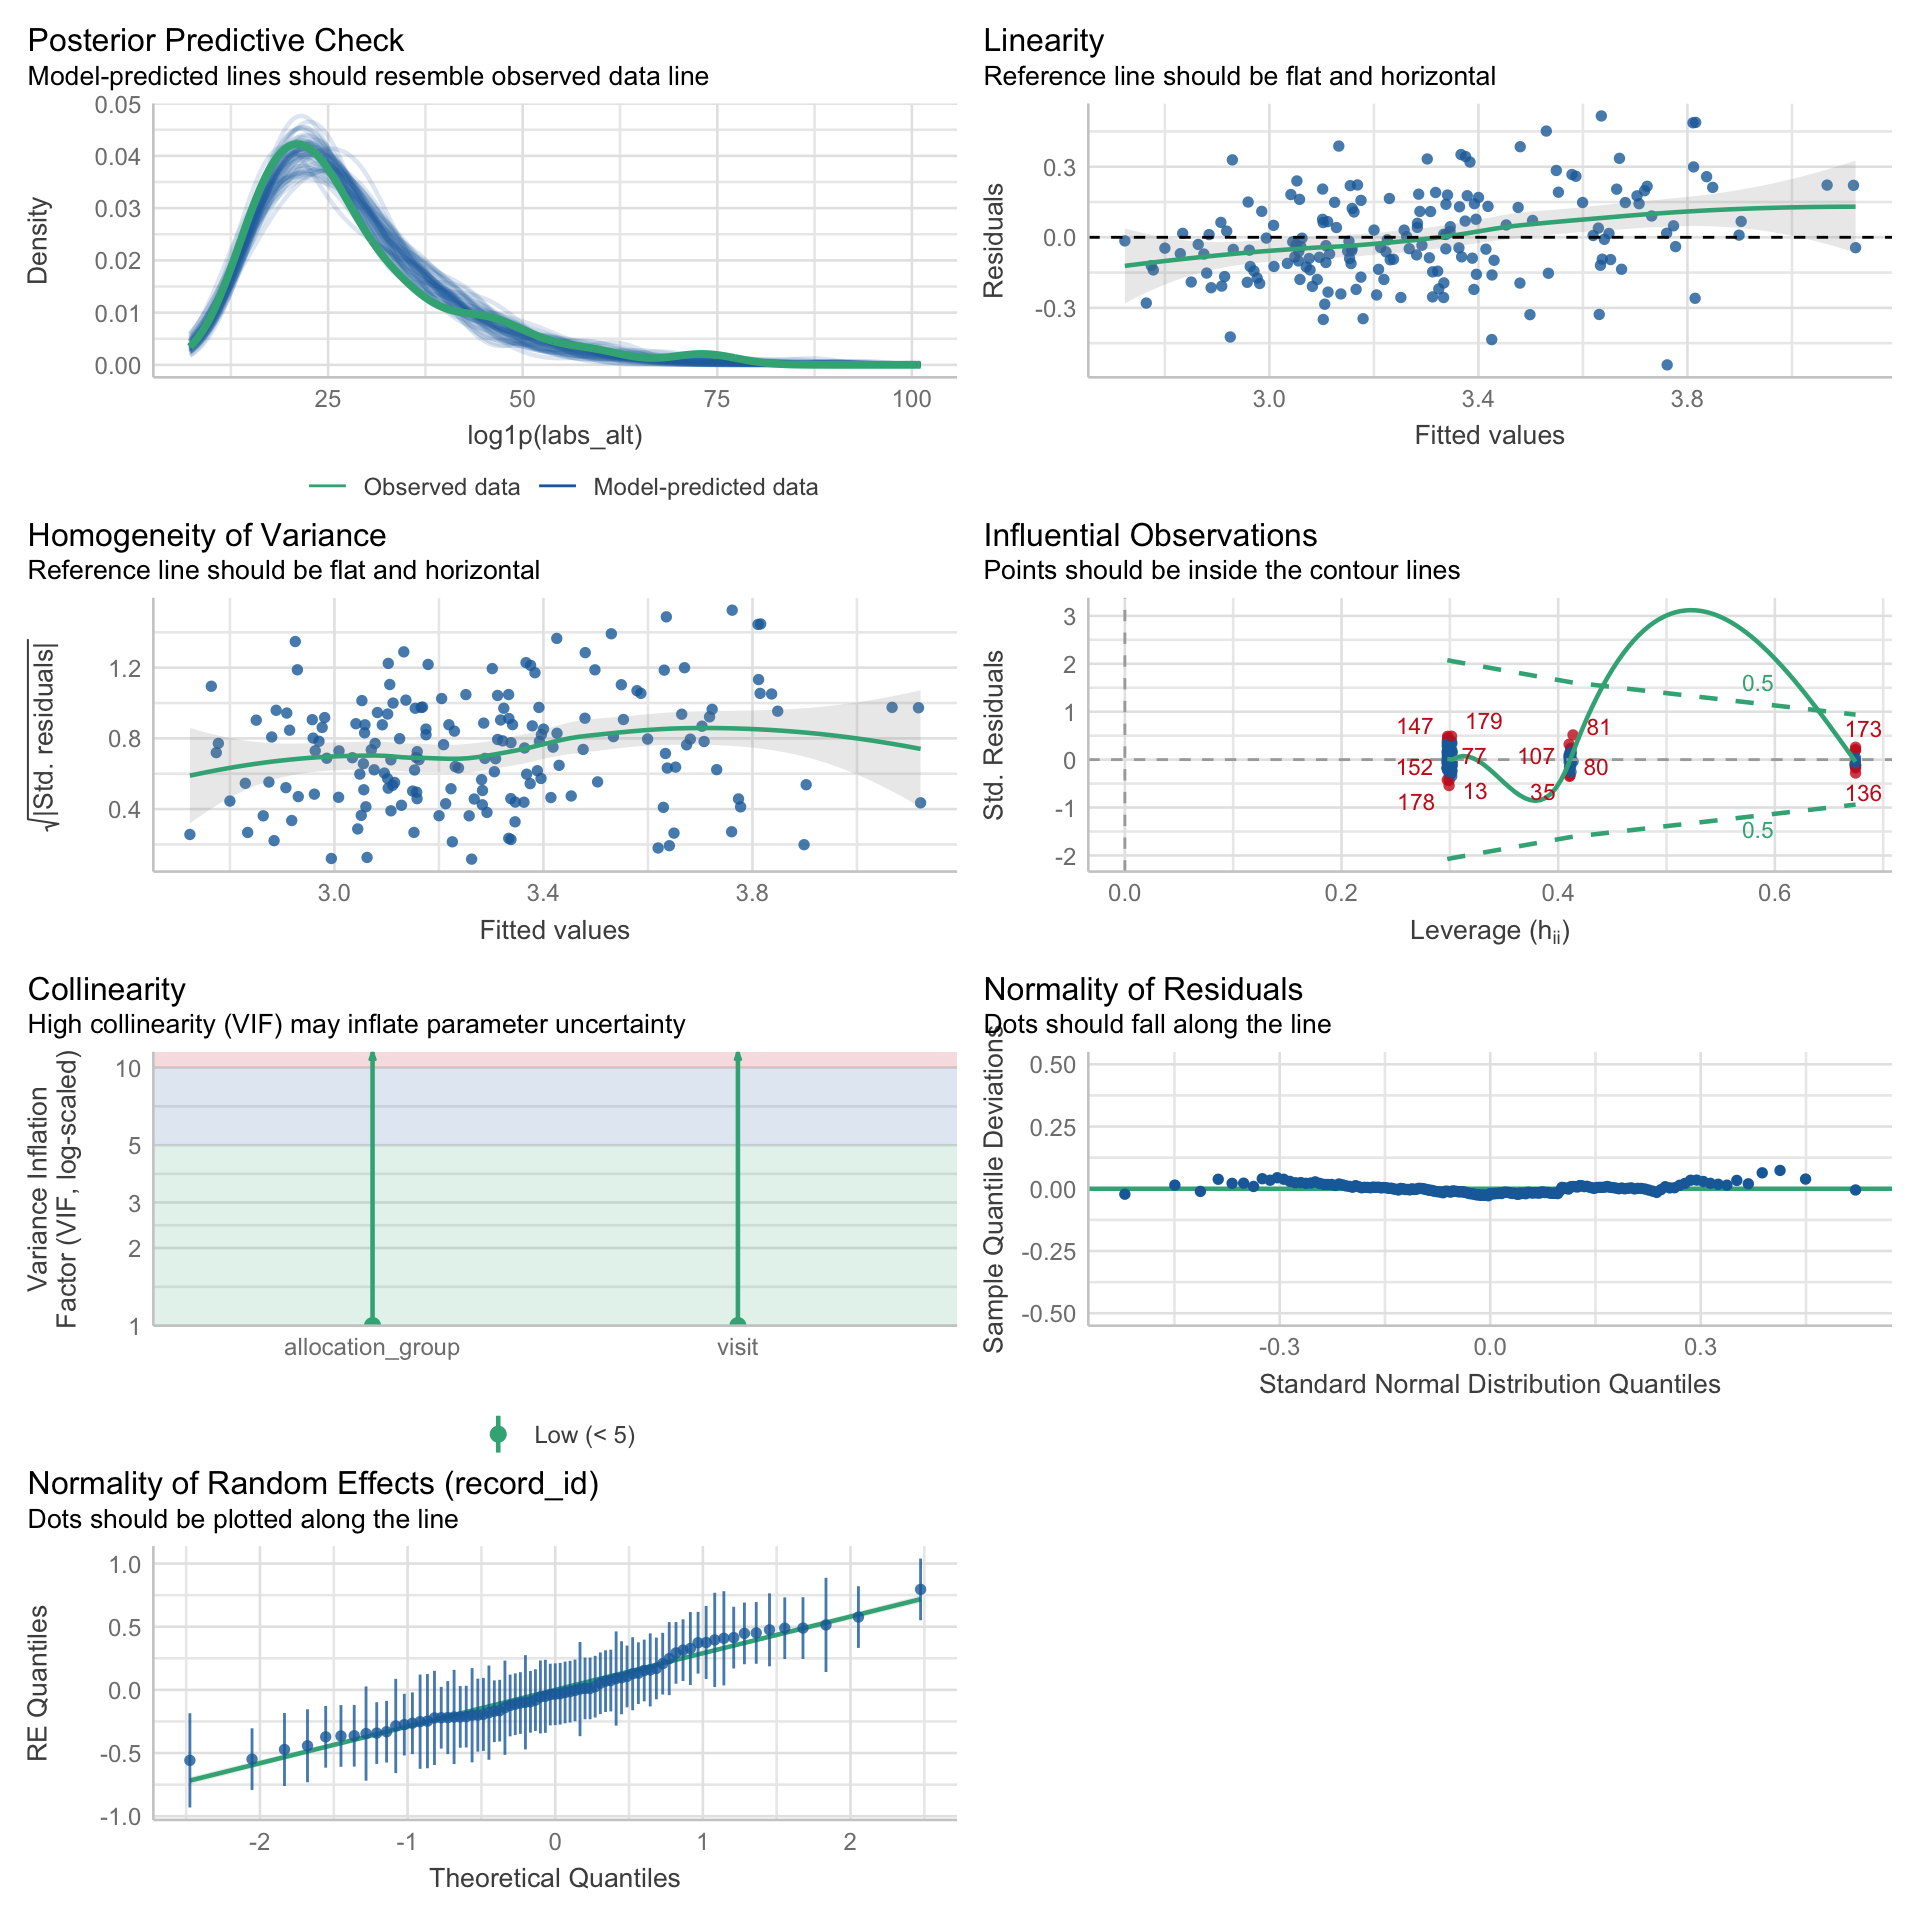 Posterior Predictive Check
Model-predicted lines should resemble observed data line
0.05
0.04
0.03
0.02
0.01
0.00
Density
25 50 75 100
log1p(labs_alt)
Observed data Model-predicted data
Linearity
Reference line should be flat and horizontal
0.3
0.0
-0.3
Residuals
3.0 3.4 3.8
Fitted values
Homogeneity of Variance
Reference line should be flat and horizontal
1.2
0.8
0.4
√|Std. residuals|
3.0 3.4 3.8
Fitted values
Influential Observations
Points should be inside the contour lines
3
2
1
0
-1
-2
Std. Residuals
0.5
147 179 81 173
77 107
152 80
178 13 35 136
0.5
0.0 0.2 0.4 0.6
Leverage (hii)
Collinearity
High collinearity (VIF) may inflate parameter uncertainty
10
5
3
2
1
Variance Inflation
Factor (VIF, log-scaled)
allocation_group visit
Low (< 5)
Normality of Residuals
Dots should fall along the line
0.50
0.25
0.00
-0.25
-0.50
Sample Quantile Deviations
-0.3 0.0 0.3
Standard Normal Distribution Quantiles
Normality of Random Effects (record_id)
Dots should be plotted along the line
1.0
0.5
0.0
-0.5
-1.0
RE Quantiles
-2 -1 0 1 2
Theoretical Quantiles